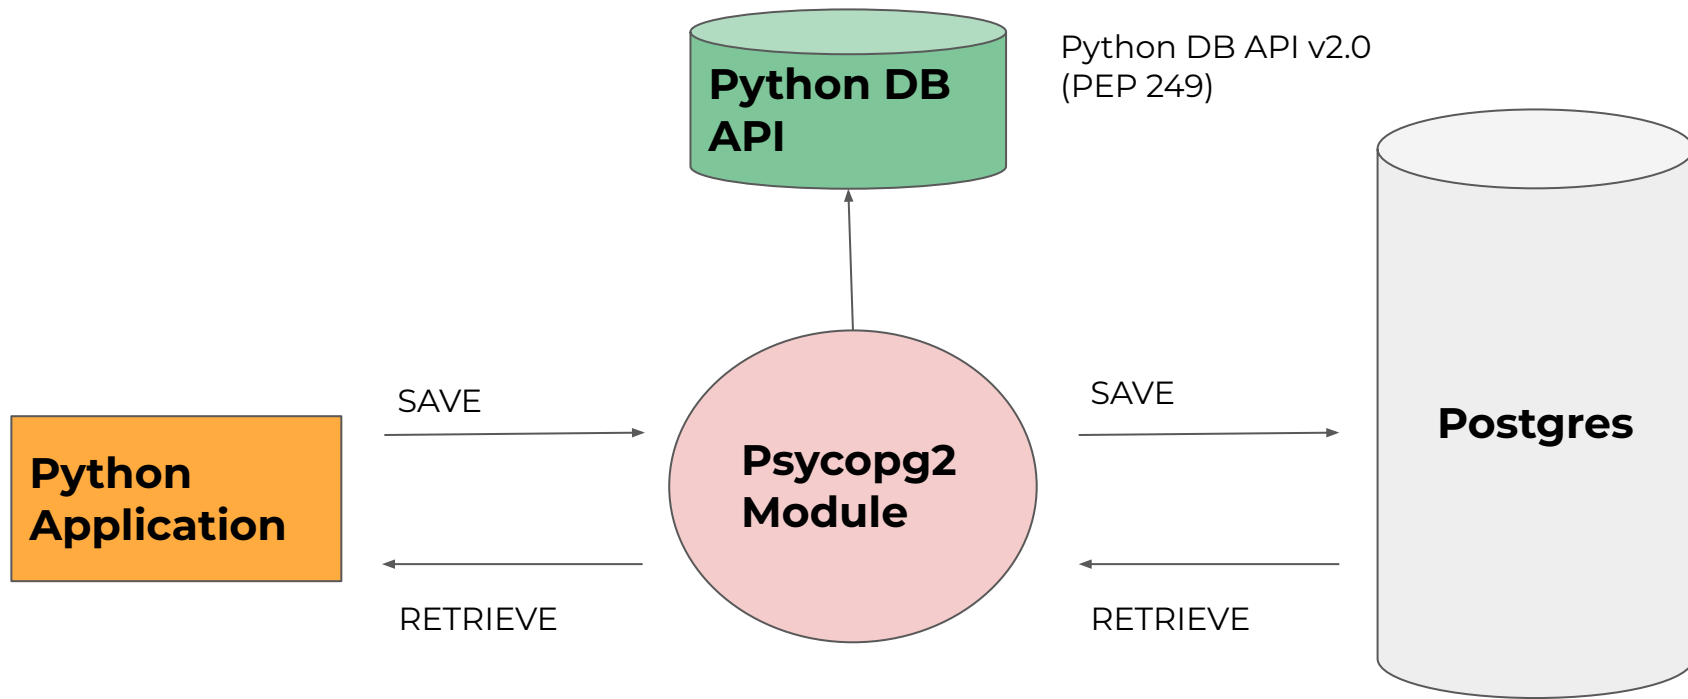 Python DB
API
Python DB API v2.0
(PEP 249)
SAVE
SAVE
Python
Application
Psycopg2
Module
Postgres
RETRIEVE
RETRIEVE